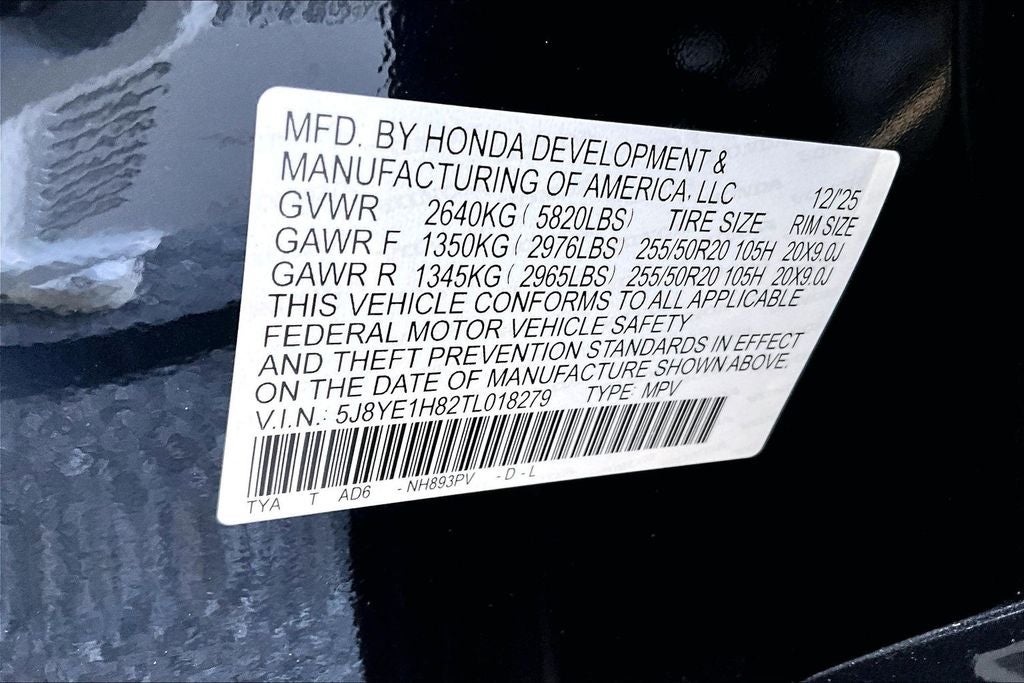 MFD. BY HONDA DEVELOPMENT &
MANUFACTURING OF AMERICA, LLC 12/'25
GVWR 2640KG ( 5820LBS) TIRE SIZE RIM SIZE
GAWR F 1350KG ( 2976LBS) 255/50R20 105H 20X9.0J
GAWR R 1345KG ( 2965LBS) 255/50R20 105H 20X9.0J
THIS VEHICLE CONFORMS TO ALL APPLICABLE
FEDERAL MOTOR VEHICLE SAFETY
AND THEFT PREVENTION STANDARDS IN EFFECT
ON THE DATE OF MANUFACTURE SHOWN ABOVE.
V.I.N.: 5J8YE1H82TL018279 TYPE: MPV
TYA T AD6 - NH893PV - D - L